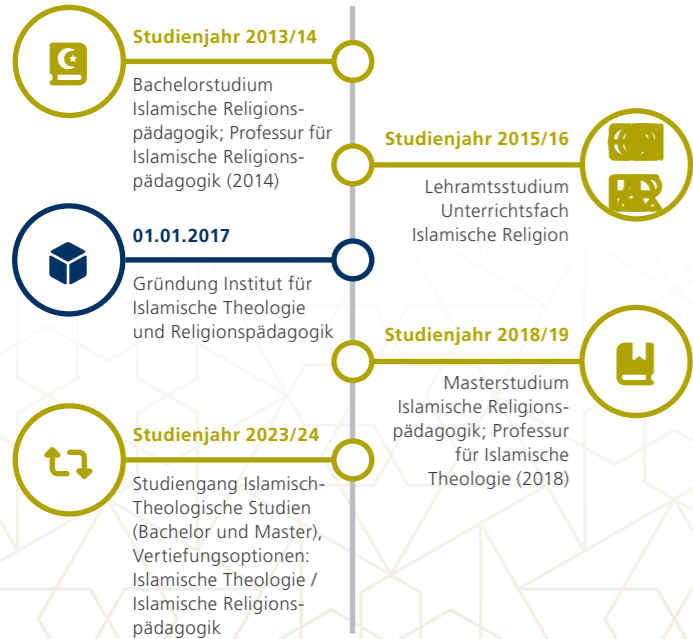 Studienjahr 2013/14
Bachelorstudium
Islamische Religions-
pädagogik; Professur für
Islamische Religions-
pädagogik (2014)
Studienjahr 2015/16
Lehramtsstudium
Unterrichtsfach
Islamische Religion
01.01.2017
Gründung Institut für
Islamische Theologie
und Religionspädagogik
Studienjahr 2018/19
Masterstudium
Islamische Religions-
pädagogik; Professur
für Islamische
Theologie (2018)
Studienjahr 2023/24
Studiengang Islamisch-
Theologische Studien
(Bachelor und Master),
Vertiefungsoptionen:
Islamische Theologie /
Islamische Religions-
pädagogik